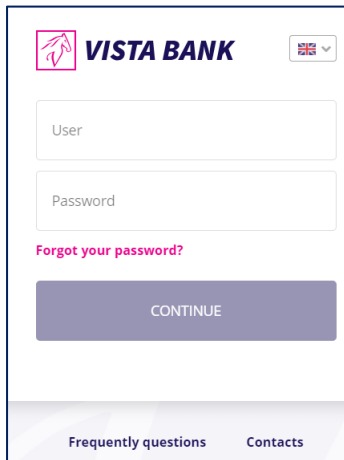 VISTA BANK
User
Password
Forgot your password?
CONTINUE
Frequently questions Contacts